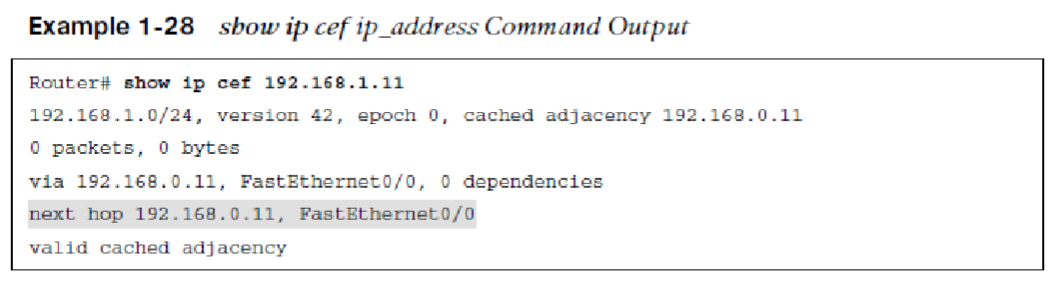 Example 1-28 show ip cef ip_address Command Output
Router# show ip cef 192.168.1.11
192.168.1.0/24, version 42, epoch 0, cached adjacency 192.168.0.11
0 packets, 0 bytes
via 192.168.0.11, FastEthernet0/0, 0 dependencies
next hop 192.168.0.11, FastEthernet0/0
valid cached adjacency